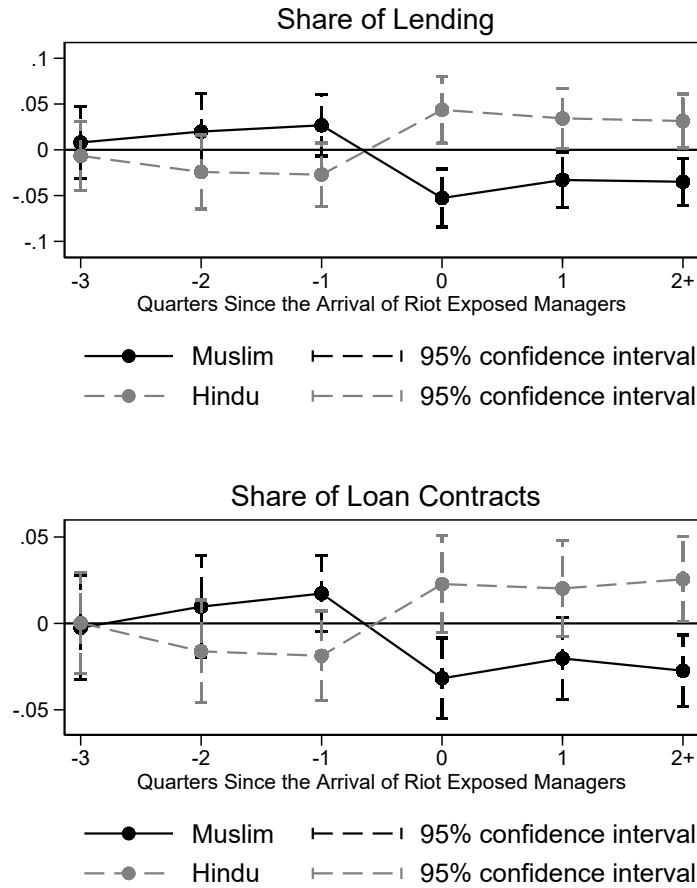 Share of Lending
.1
.05
0
-.05
-.1
-3 -2 -1 0 1 2+
Quarters Since the Arrival of Riot Exposed Managers
Muslim 95% confidence interval
Hindu 95% confidence interval
Share of Loan Contracts
.05
0
-.05
-3 -2 -1 0 1 2+
Quarters Since the Arrival of Riot Exposed Managers
Muslim 95% confidence interval
Hindu 95% confidence interval